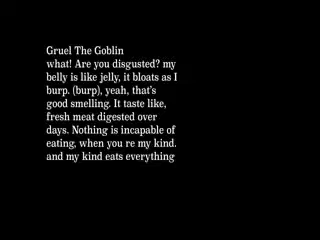 Gruel The Goblin
what! Are you disgusted? my
belly is like jelly, it bloats as I
burp. (burp), yeah, that's
good smelling. It taste like,
fresh meat digested over
days. Nothing is incapable of
eating, when you re my kind.
and my kind eats everything